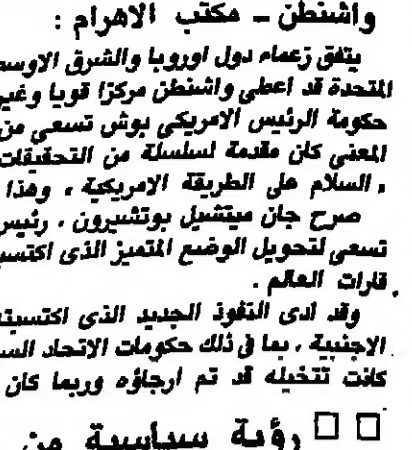 واشنطن ـ مكتب الاهرام :
يتفق زعماء دول اوروبا والشرق الاوسط
المتحدة قد اعطى واشنطن مركزا قويا وغير
حكومة الرئيس الامريكى بوش تسعى من
المعنى كان مقدمة لسلسلة من التحقيقات
« السلام على الطريقة الامريكية ، وهذا
صرح جان ميتشيل بوتشيرون ، رئيس
تسعى لتحويل الوضع المتميز الذى اكتسبـ
قارات العالم .
وقد ادى النفوذ الجديد الذى اكتسبته
الاجنبية ، بما فى ذلك حكومات الاتحاد السـ
كانت تتخيله قد تم ارجاؤه وربما كان
□ □ رؤية سياسية من